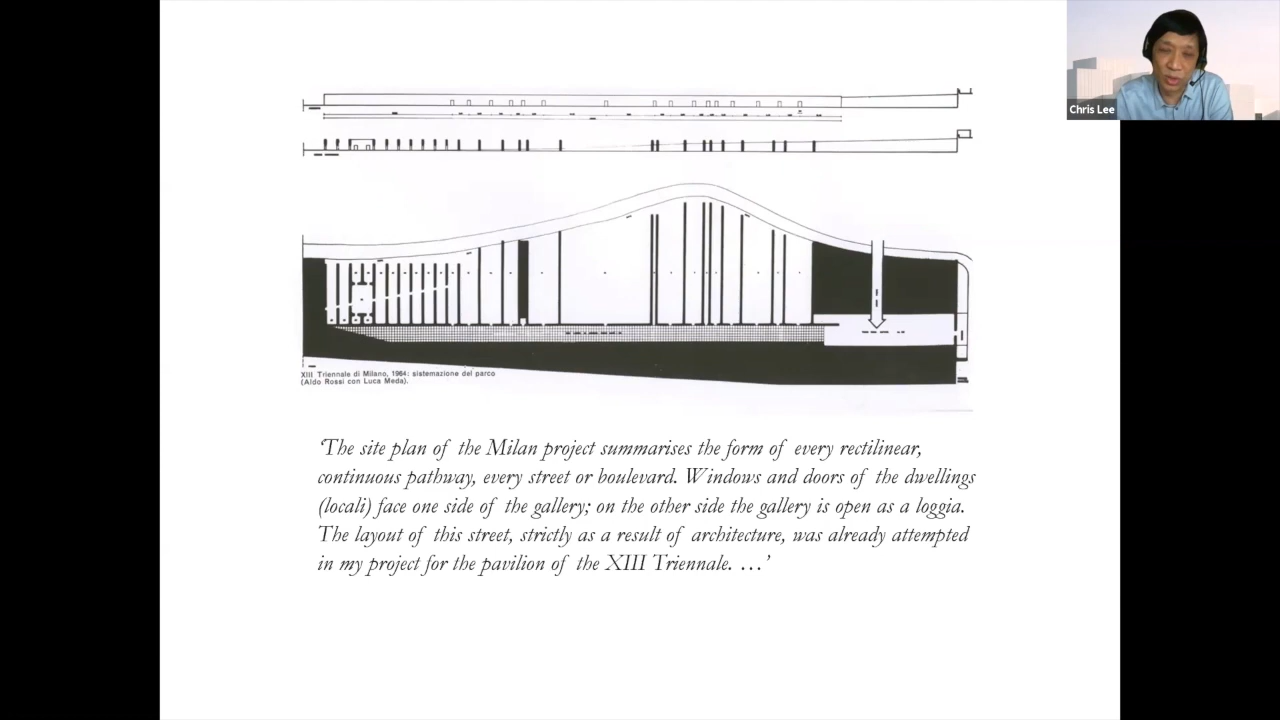 Chris Lee
XIII Triennale di Milano, 1964: sistemazione del parco
(Aldo Rossi con Luca Meda).
‘The site plan of the Milan project summarises the form of every rectilinear,
continuous pathway, every street or boulevard. Windows and doors of the dwellings
(locali) face one side of the gallery; on the other side the gallery is open as a loggia.
The layout of this street, strictly as a result of architecture, was already attempted
in my project for the pavilion of the XIII Triennale. …’